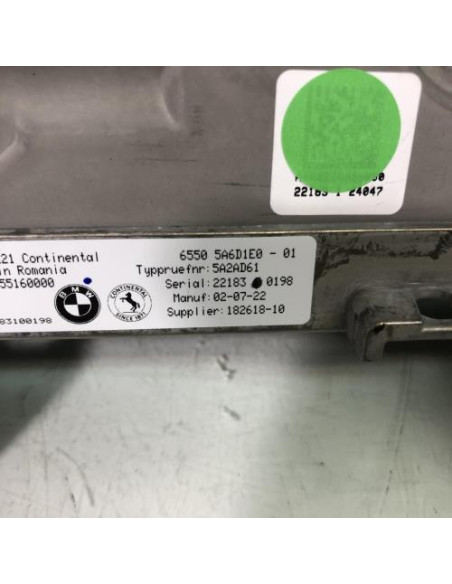 22183 1 24047
21 Continental
in Romania
55160000
83100198
BMW
CONTINENTAL
SINCE 1871
6550 5A6D1E0 - 01
Typpruefnr:5A2AD61
Serial:22183 0198
Manuf:02-07-22
Supplier:182618-10